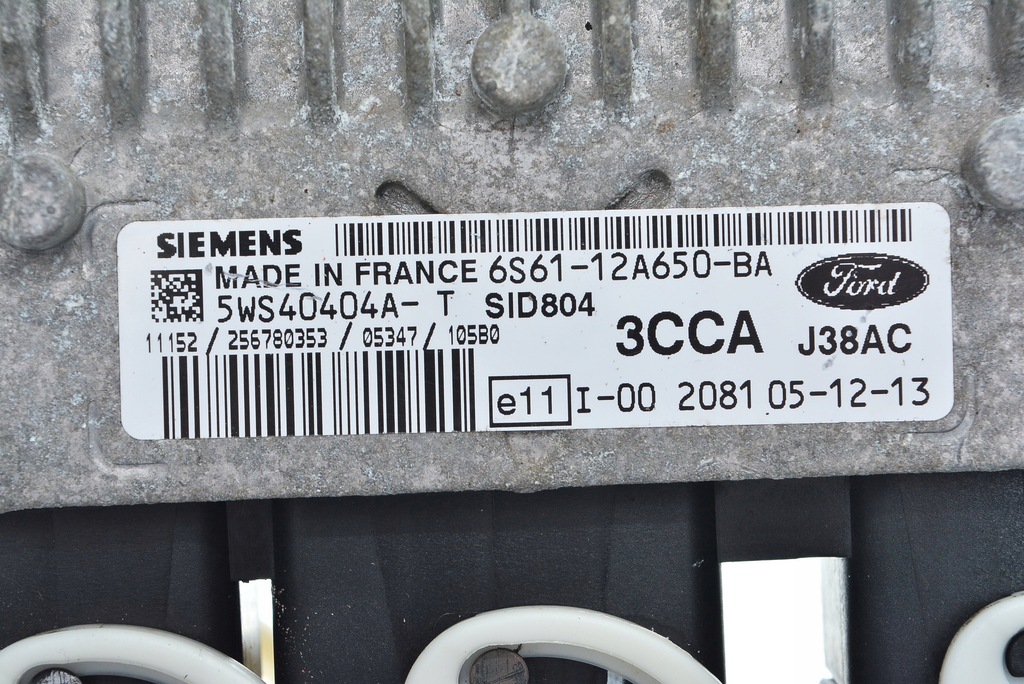 SIEMENS
MADE IN FRANCE 6S61-12A650-BA
Ford
5WS40404A- T SID804
11152 / 256780353 / 05347 / 105B0
3CCA J38AC
e11 I-00 2081 05-12-13